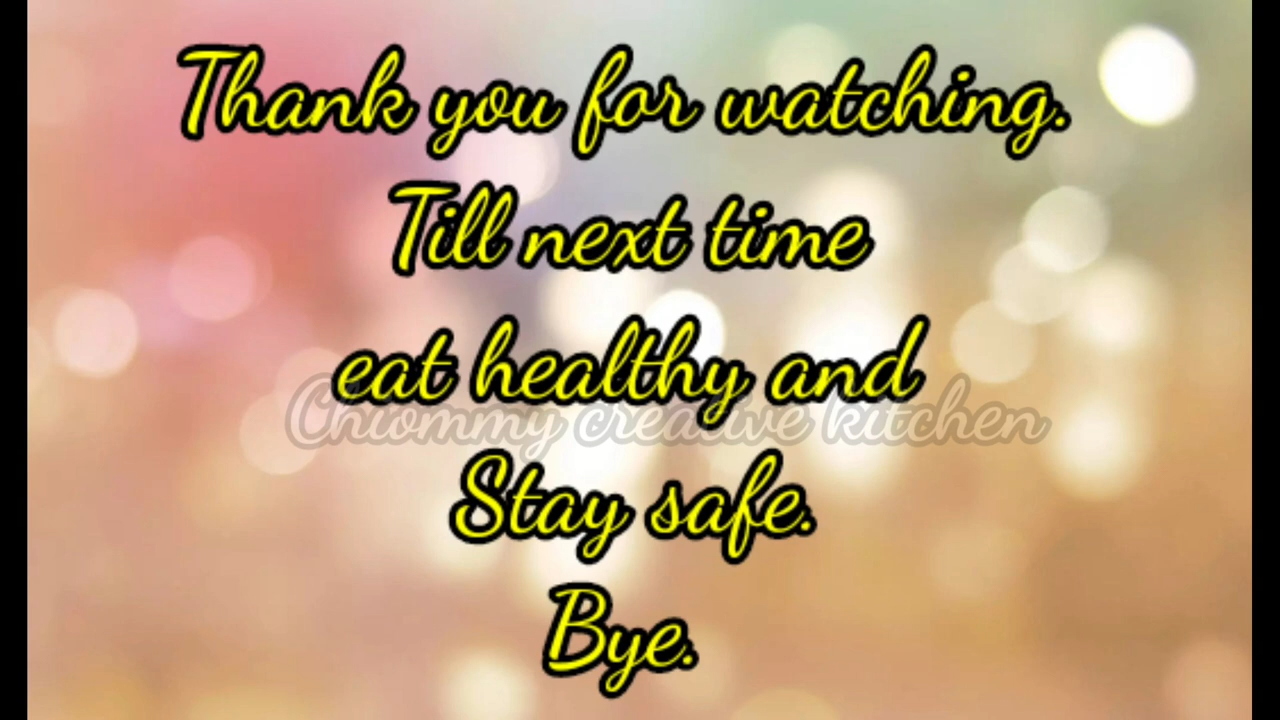 Thank you for watching.
Till next time
eat healthy and
Chiommy creative kitchen
Stay safe.
Bye.